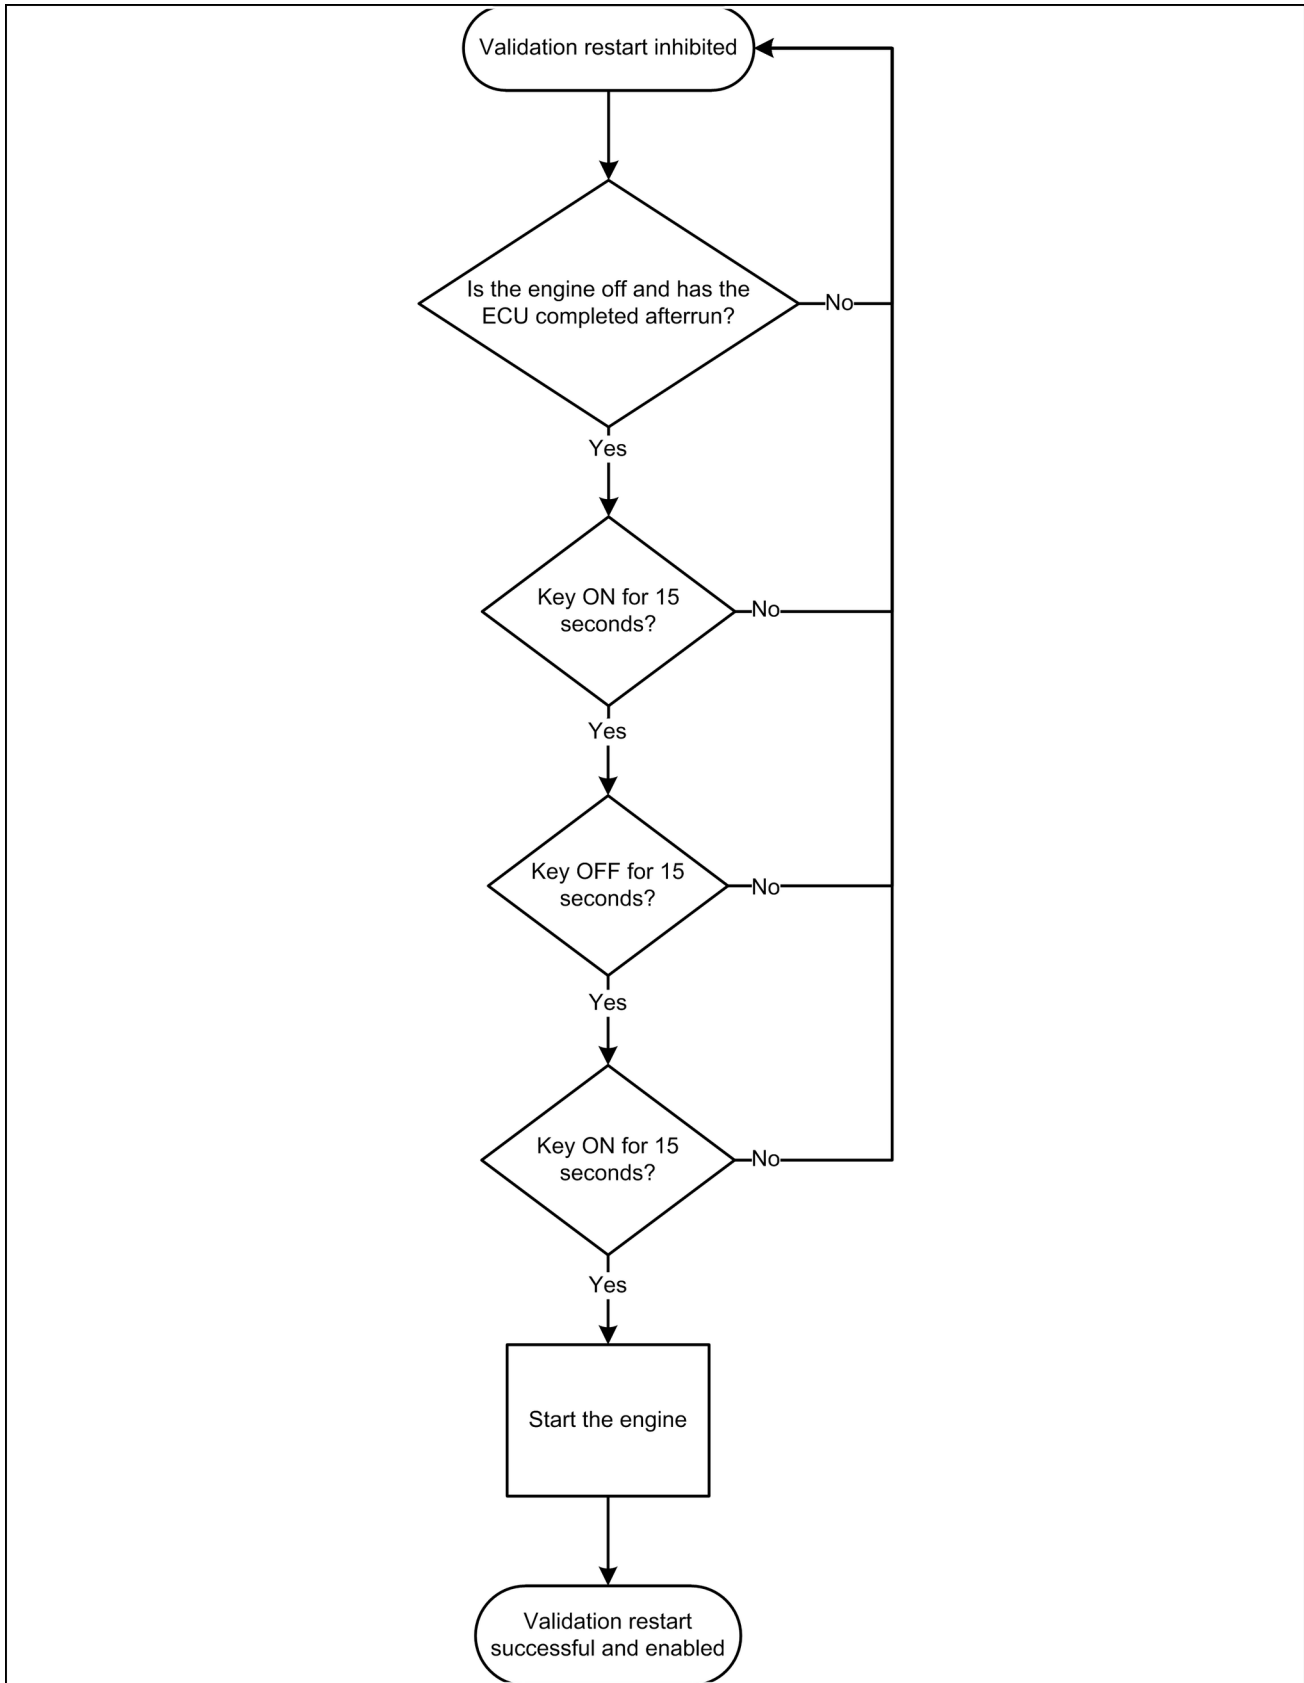 Validation restart inhibited
Is the engine off and has the
ECU completed afterrun?
No
Yes
Key ON for 15
seconds?
No
Yes
Key OFF for 15
seconds?
No
Yes
Key ON for 15
seconds?
No
Yes
Start the engine
Validation restart
successful and enabled